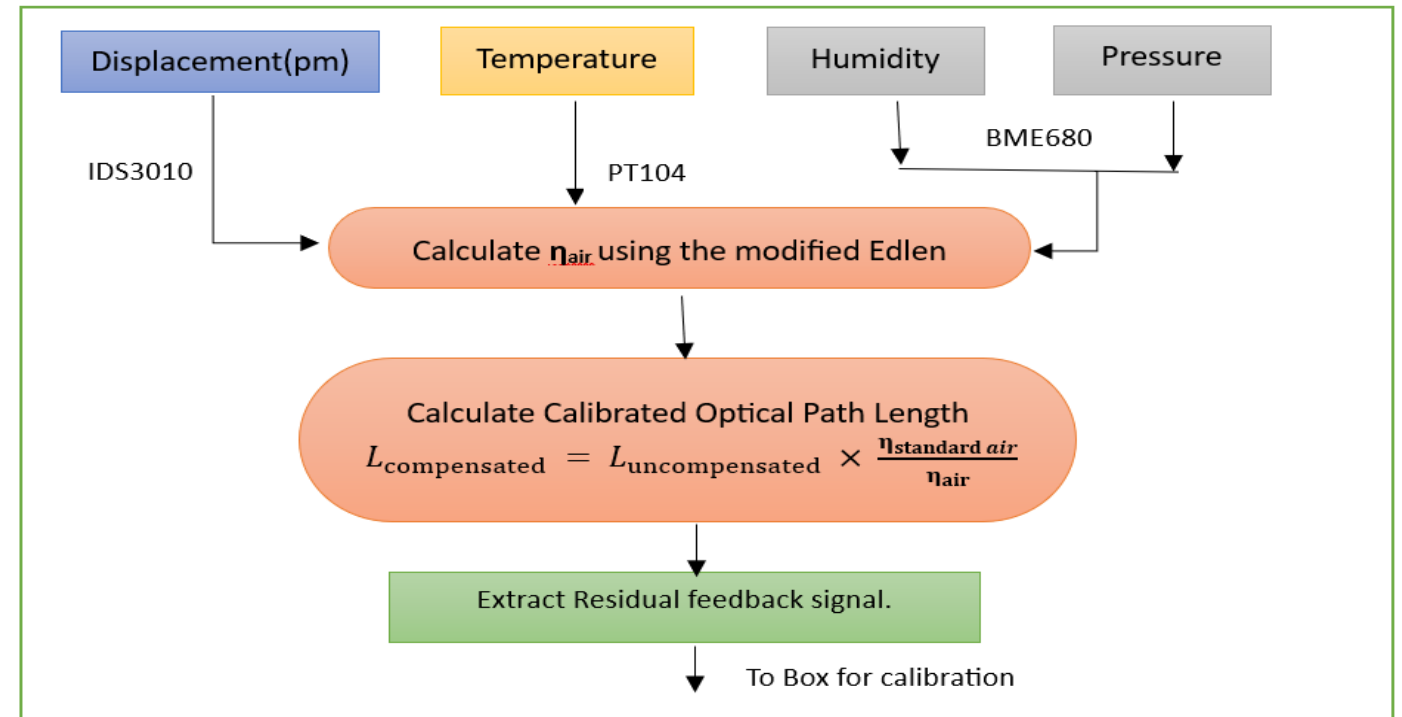 Displacement(pm)
Temperature
Humidity
Pressure
IDS3010
PT104
BME680
Calculate ηair using the modified Edlen
Calculate Calibrated Optical Path Length
Lcompensated = Luncompensated × ηstandard air / ηair
Extract Residual feedback signal.
To Box for calibration